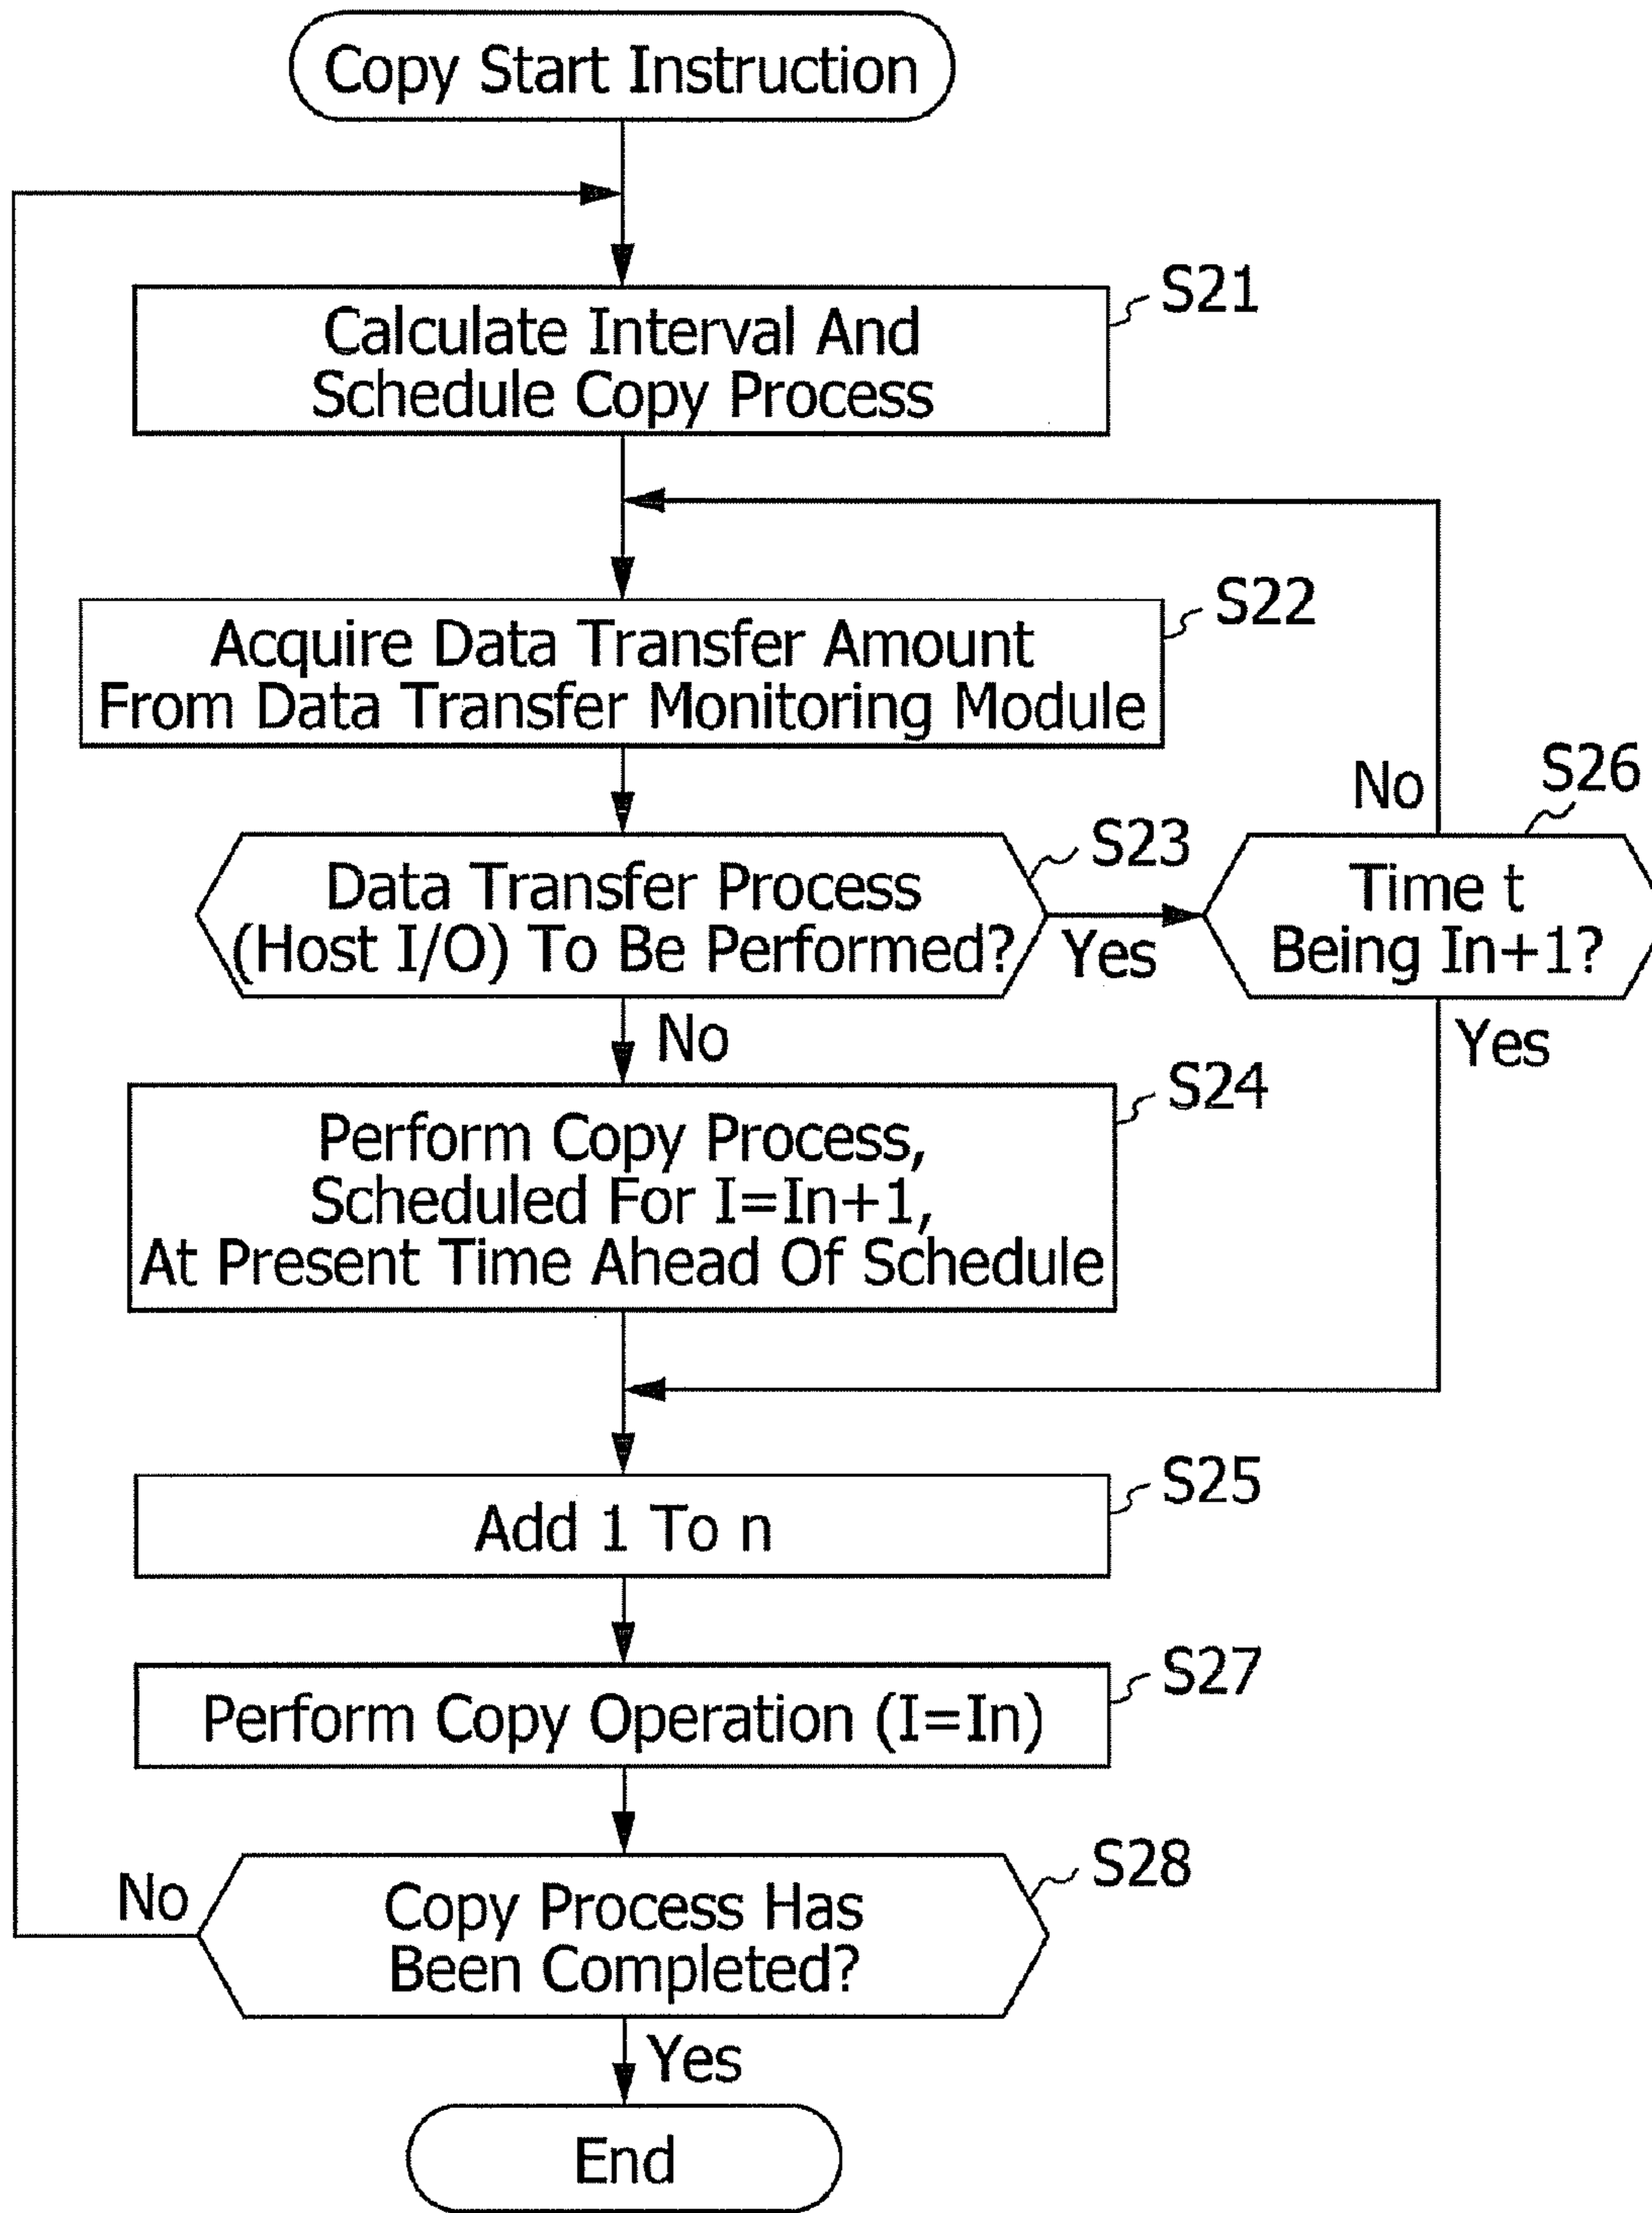 Copy Start Instruction
S21
Calculate Interval And
Schedule Copy Process
S22
Acquire Data Transfer Amount
From Data Transfer Monitoring Module
S23
Data Transfer Process
(Host I/O) To Be Performed?
Yes
No
S26
No
Time t
Being In+1?
Yes
S24
Perform Copy Process,
Scheduled For I=In+1,
At Present Time Ahead Of Schedule
S25
Add 1 To n
S27
Perform Copy Operation (I=In)
S28
No
Copy Process Has
Been Completed?
Yes
End